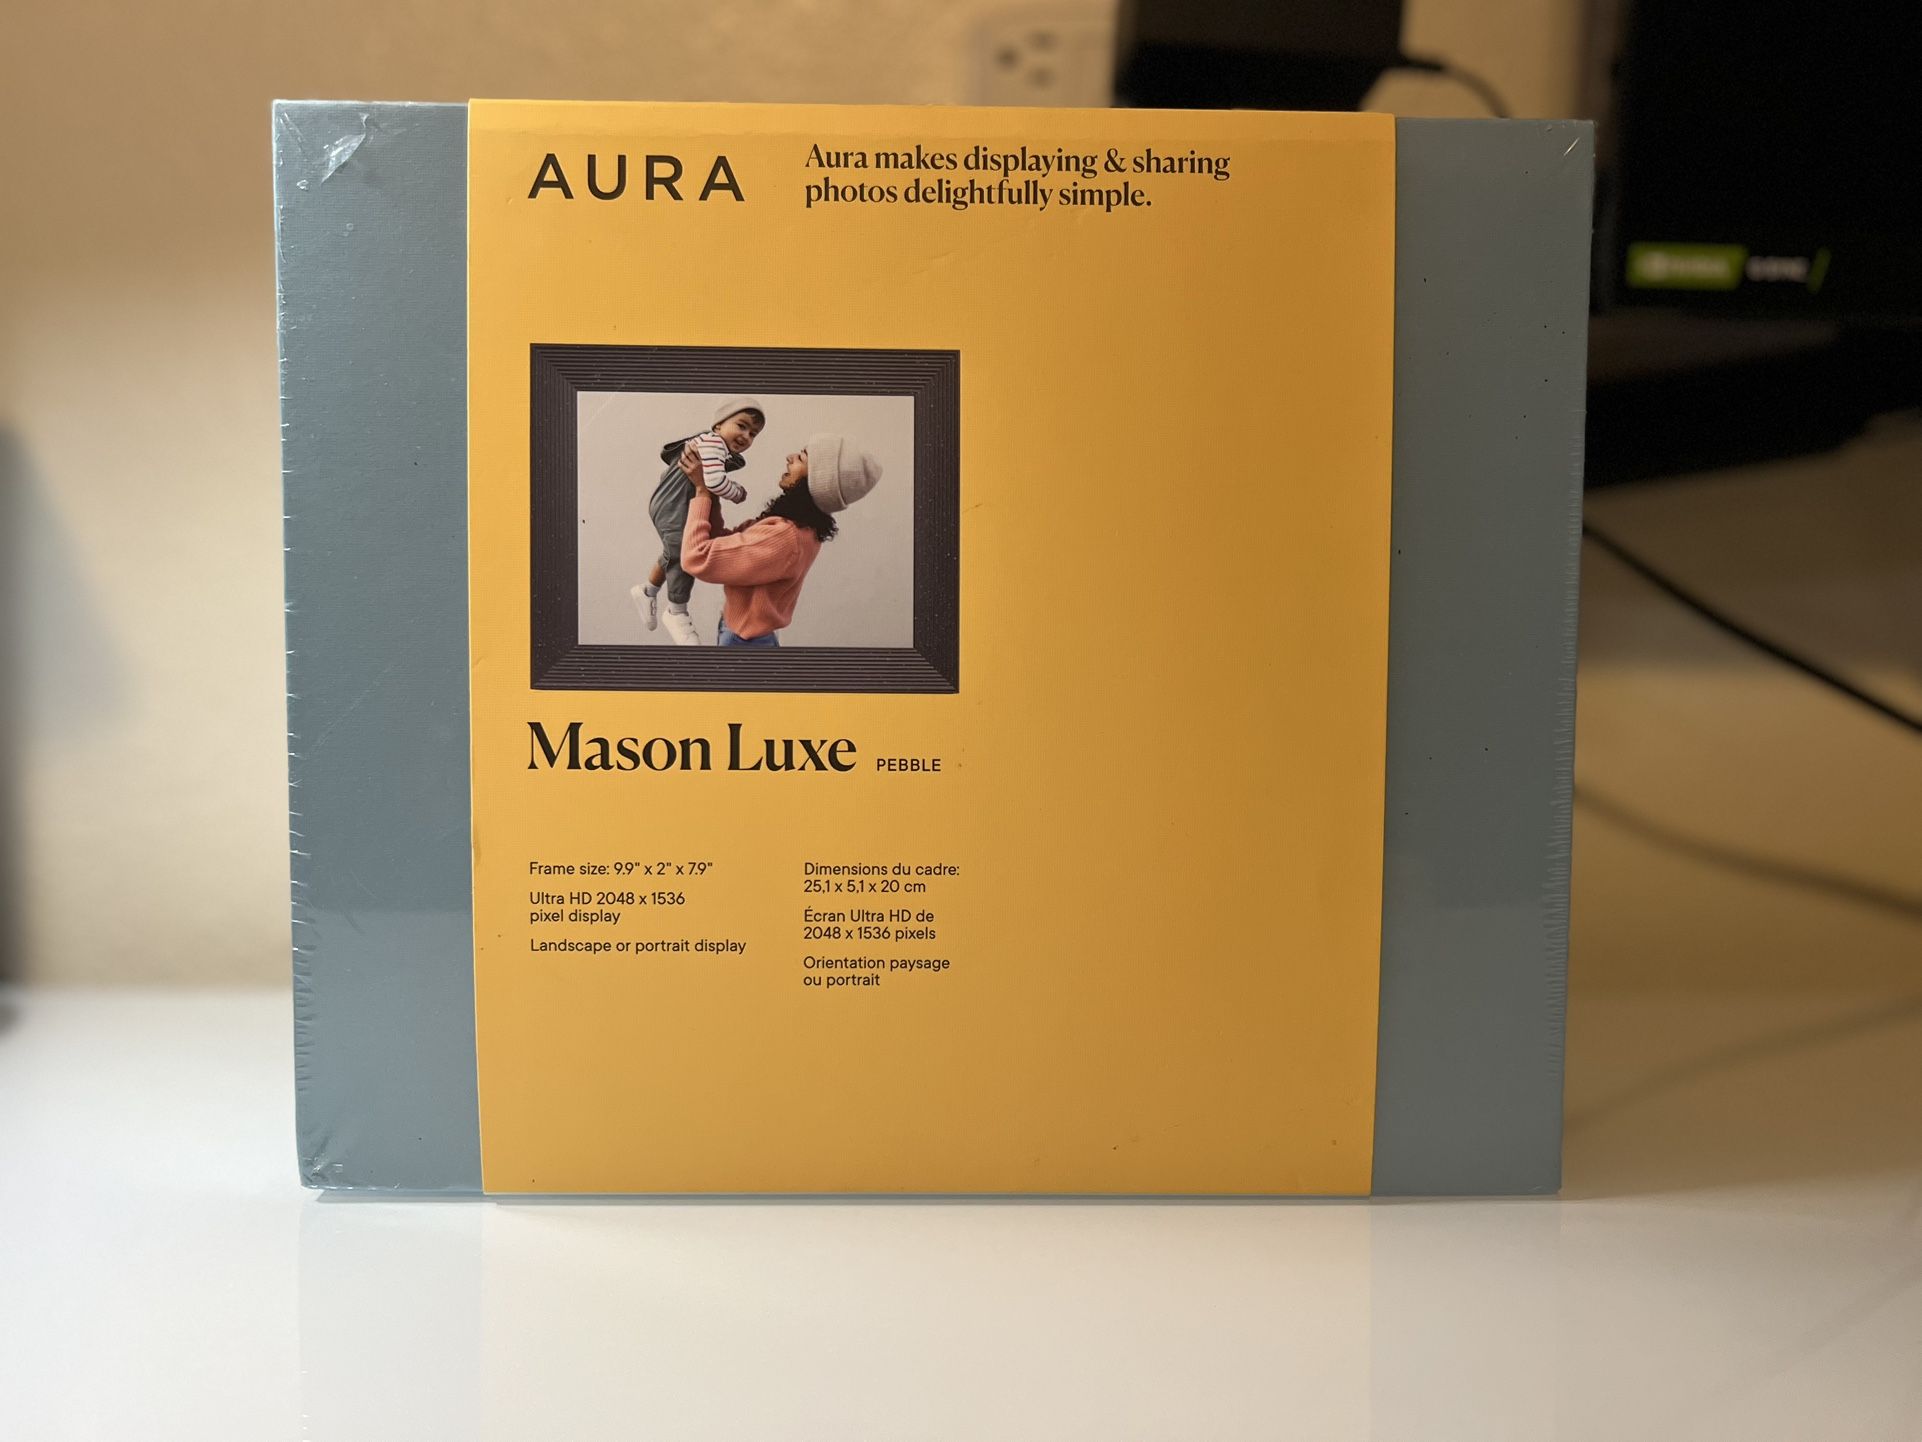 AURA
Aura makes displaying & sharing
photos delightfully simple.
Mason Luxe PEBBLE
Frame size: 9.9" x 2" x 7.9"
Ultra HD 2048 x 1536
pixel display
Landscape or portrait display
Dimensions du cadre:
25,1 x 5,1 x 20 cm
Écran Ultra HD de
2048 x 1536 pixels
Orientation paysage
ou portrait